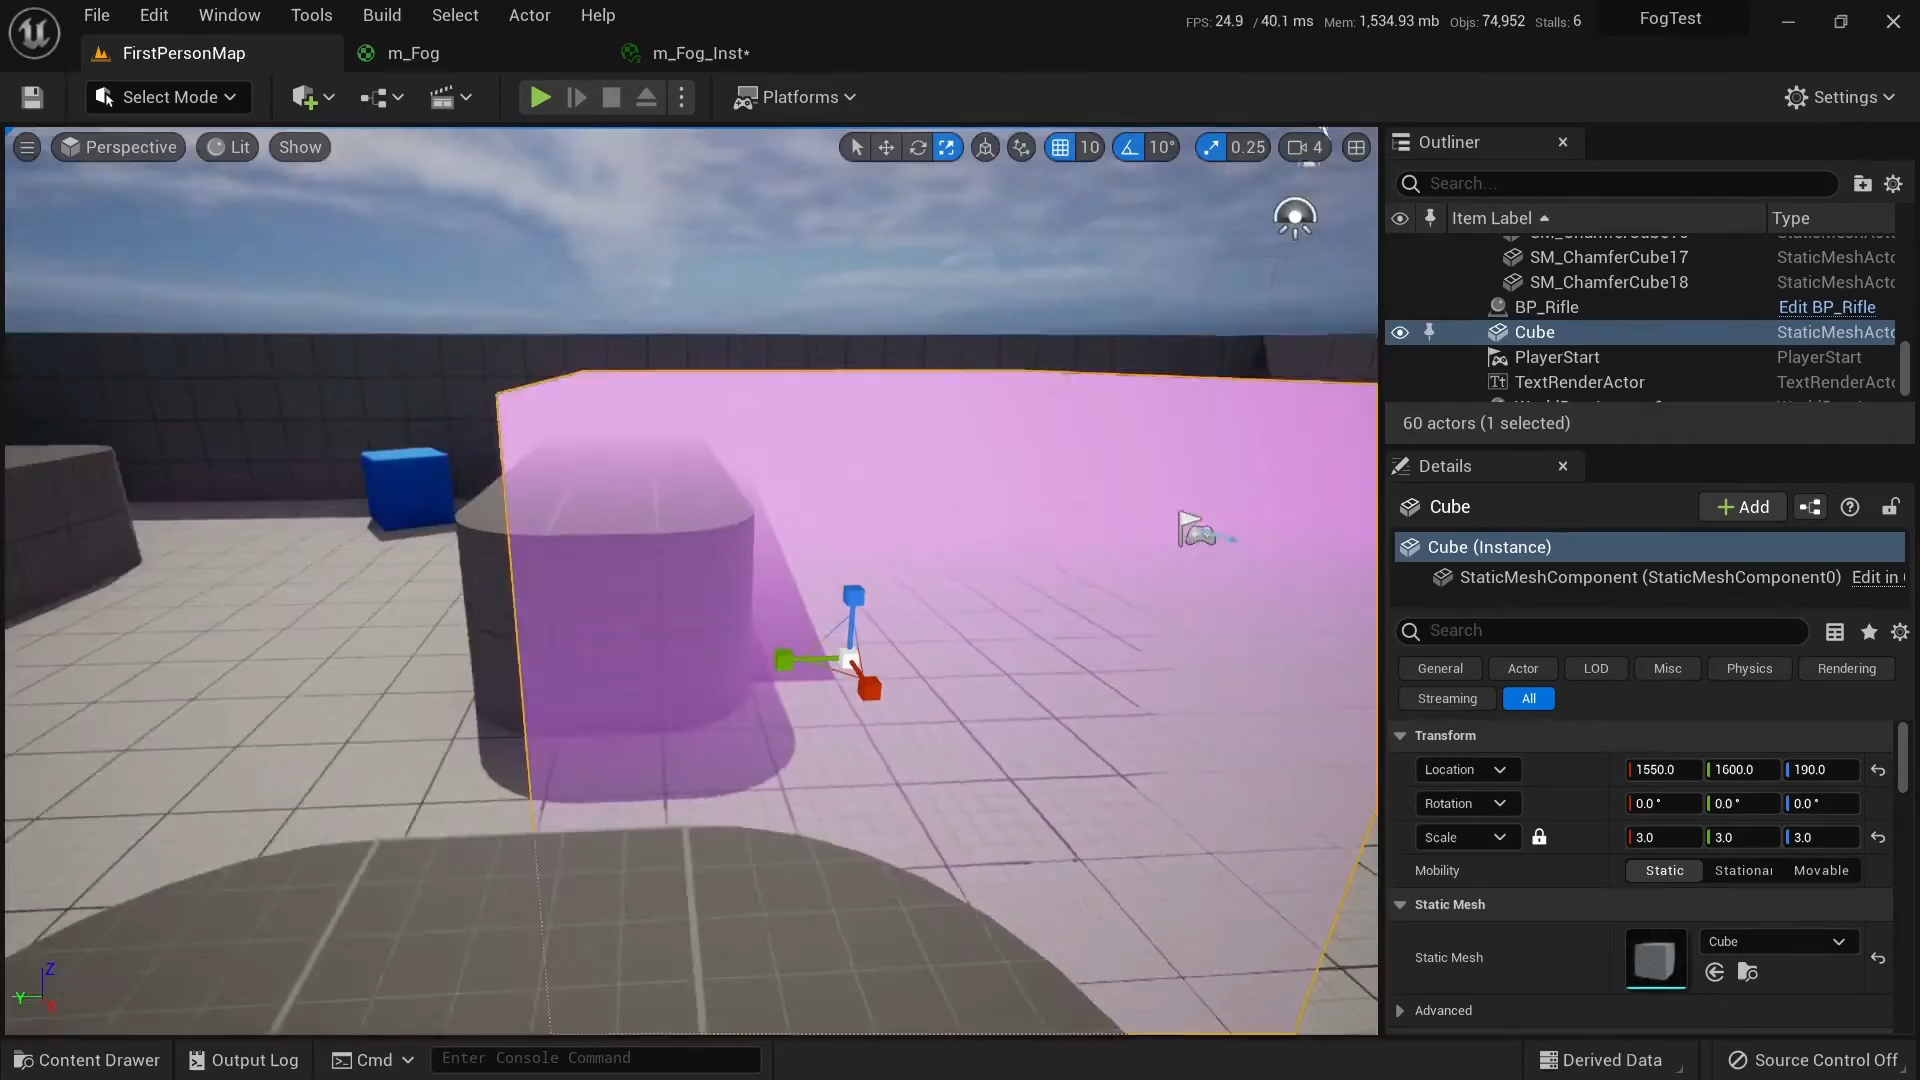 File Edit Window Tools Build Select Actor Help
FPS: 24.9 / 40.1 ms Mem: 1,534.93 mb Objs: 74,952 Stalls: 6
FogTest
FirstPersonMap
m_Fog
m_Fog_Inst*
Select Mode
Platforms
Settings
Perspective
Lit
Show
10
10°
0.25
4
Outliner
Search...
Item Label
Type
SM_ChamferCube17
SM_ChamferCube18
BP_Rifle Edit BP_Rifle
Cube
PlayerStart PlayerStart
TextRenderActor
60 actors (1 selected)
Details
Cube
Add
Cube (Instance)
StaticMeshComponent (StaticMeshComponent0) Edit in
Search
General Actor LOD Misc Physics Rendering
Streaming All
Transform
Location 1550.0 1600.0 190.0
Rotation 0.0° 0.0° 0.0°
Scale 3.0 3.0 3.0
Mobility Static Stationar Movable
Static Mesh
Static Mesh
Cube
Advanced
Z
Y
Content Drawer
Output Log
Cmd
Enter Console Command
Derived Data
Source Control Off